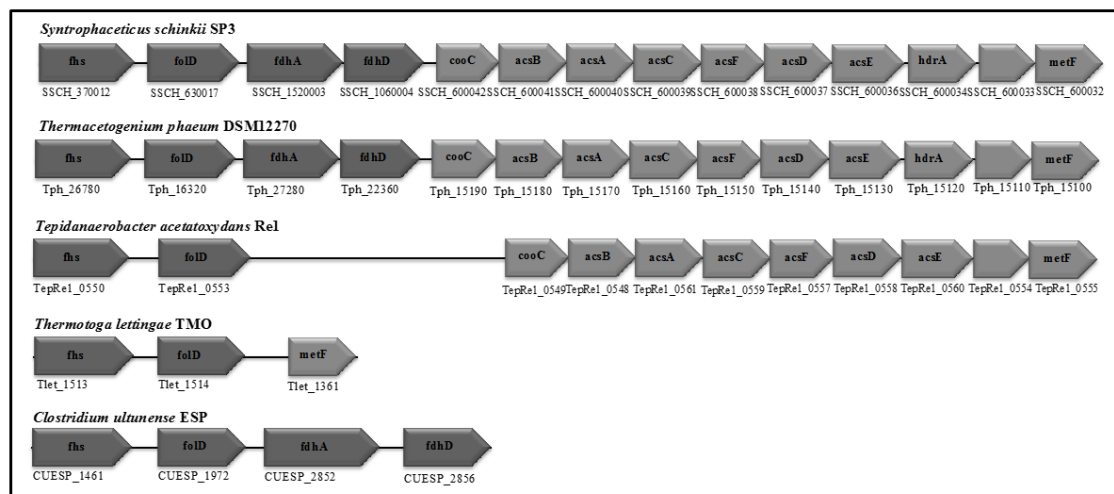 Syntrophaceticus schinkii SP3
fhs folD fdhA fdhD cooC acsB acsA acsC acsF acsD acsE hdrA metF
SSCH_370012 SSCH_630017 SSCH_1520003 SSCH_1060004 SSCH_600042 SSCH_600041 SSCH_600040 SSCH_600039 SSCH_600038 SSCH_600037 SSCH_600036 SSCH_600034 SSCH_600033 SSCH_600032
Thermacetogenium phaeum DSM12270
fhs folD fdhA fdhD cooC acsB acsA acsC acsF acsD acsE hdrA metF
Tph_26780 Tph_16320 Tph_27280 Tph_22360 Tph_15190 Tph_15180 Tph_15170 Tph_15160 Tph_15150 Tph_15140 Tph_15130 Tph_15120 Tph_15110 Tph_15100
Tepidanaerobacter acetatoxydans Re1
fhs folD cooC acsB acsA acsC acsF acsD acsE metF
TepRe1_0550 TepRe1_0553 TepRe1_0549 TepRe1_0548 TepRe1_0561 TepRe1_0559 TepRe1_0557 TepRe1_0558 TepRe1_0560 TepRe1_0554 TepRe1_0555
Thermotoga lettingae TMO
fhs folD metF
Tlet_1513 Tlet_1514 Tlet_1361
Clostridium ultunense ESP
fhs folD fdhA fdhD
CUESP_1461 CUESP_1972 CUESP_2852 CUESP_2856